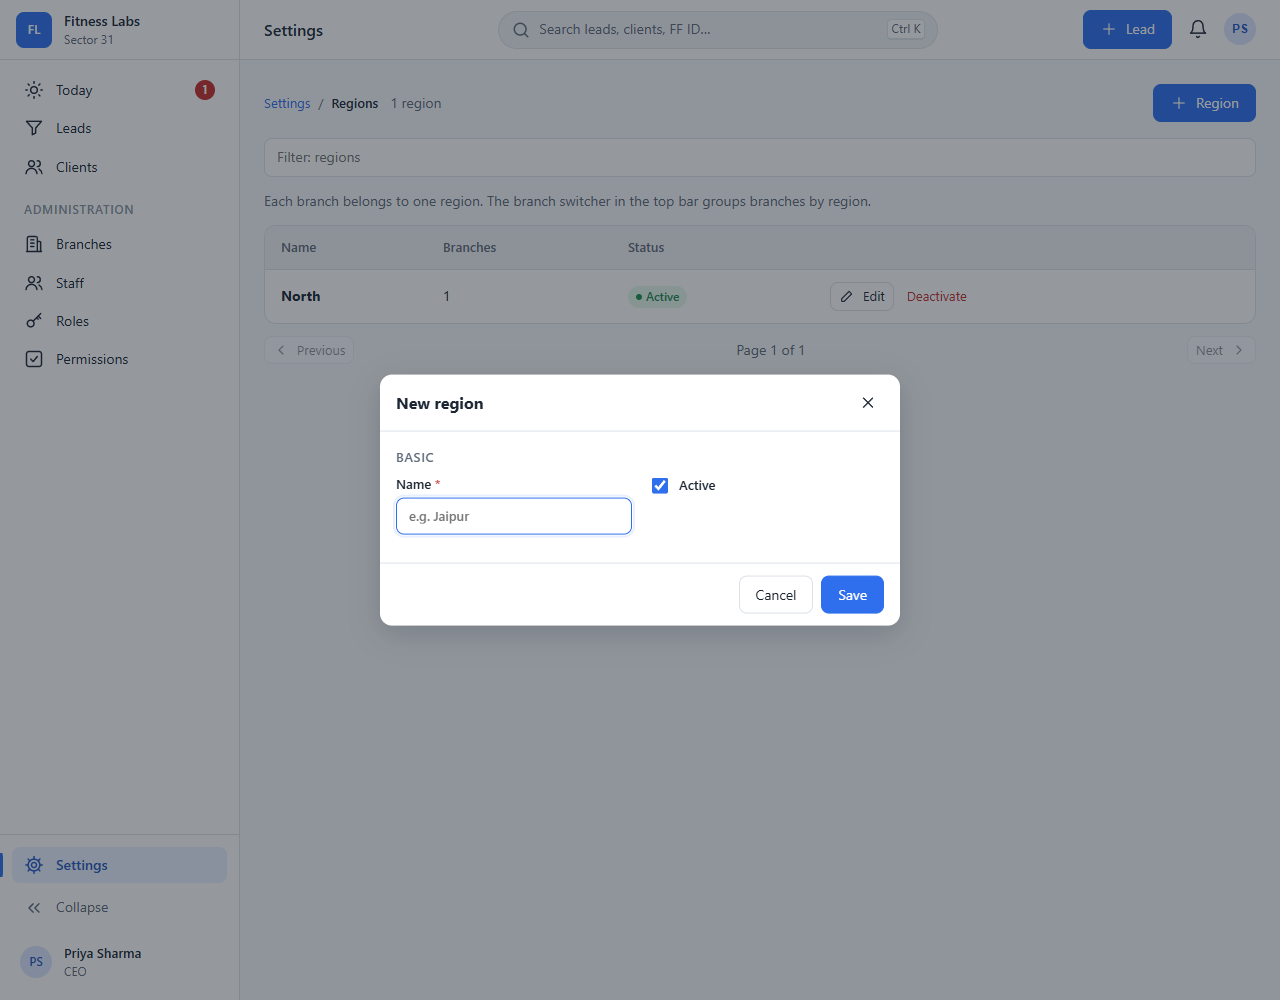 FL
Fitness Labs
Sector 31
Settings
Search leads, clients, FF ID...
Ctrl K
Lead
PS
Today
1
Leads
Clients
ADMINISTRATION
Branches
Staff
Roles
Permissions
Settings / Regions 1 region
Region
Filter: regions
Each branch belongs to one region. The branch switcher in the top bar groups branches by region.
Name Branches Status
North 1 Active Edit Deactivate
Previous Page 1 of 1 Next
New region
BASIC
Name *
Active
e.g. Jaipur
Cancel Save
Settings
Collapse
PS
Priya Sharma
CEO